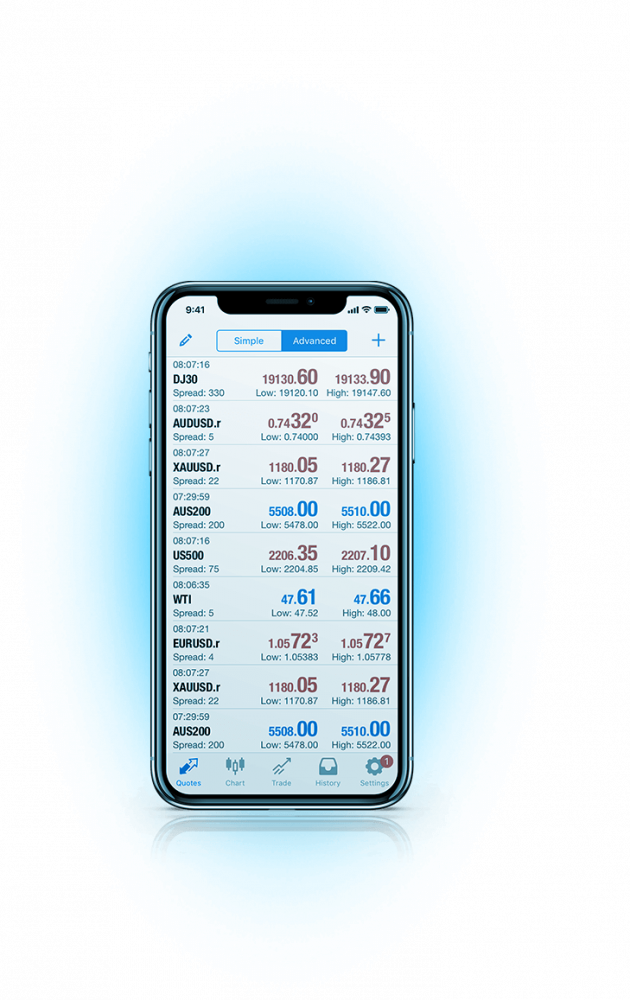 9:41
Simple Advanced
08:07:16
DJ30 19130.60 19133.90
Spread: 330 Low: 19120.10 High: 19147.60
08:07:23
AUDUSD.r 0.74320 0.74325
Spread: 5 Low: 0.74000 High: 0.74393
08:07:27
XAUUSD.r 1180.05 1180.27
Spread: 22 Low: 1170.87 High: 1186.81
07:29:59
AUS200 5508.00 5510.00
Spread: 200 Low: 5478.00 High: 5522.00
08:07:16
US500 2206.35 2207.10
Spread: 75 Low: 2204.85 High: 2209.42
08:06:35
WTI 47.61 47.66
Spread: 5 Low: 47.52 High: 48.00
08:07:21
EURUSD.r 1.05723 1.05727
Spread: 4 Low: 1.05383 High: 1.05778
08:07:27
XAUUSD.r 1180.05 1180.27
Spread: 22 Low: 1170.87 High: 1186.81
07:29:59
AUS200 5508.00 5510.00
Spread: 200 Low: 5478.00 High: 5522.00
1
Quotes Chart Trade History Settings